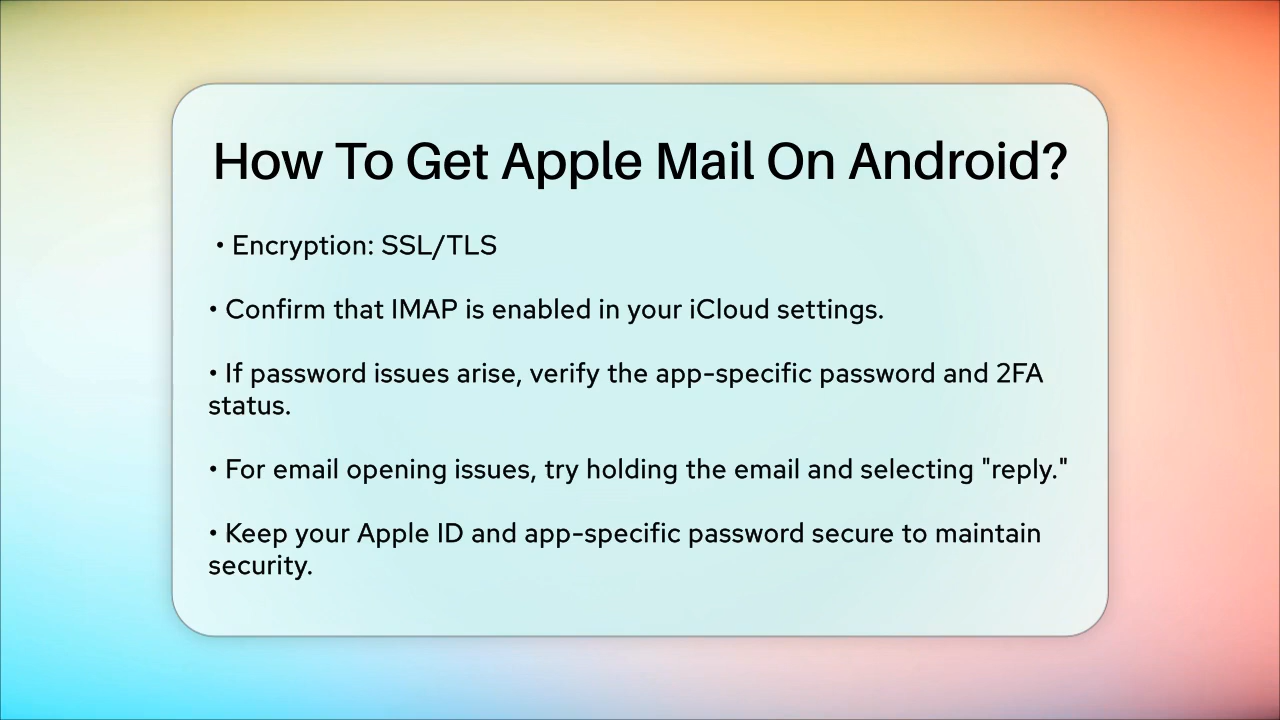 How To Get Apple Mail On Android?
• Encryption: SSL/TLS
• Confirm that IMAP is enabled in your iCloud settings.
• If password issues arise, verify the app-specific password and 2FA
status.
• For email opening issues, try holding the email and selecting "reply."
• Keep your Apple ID and app-specific password secure to maintain
security.